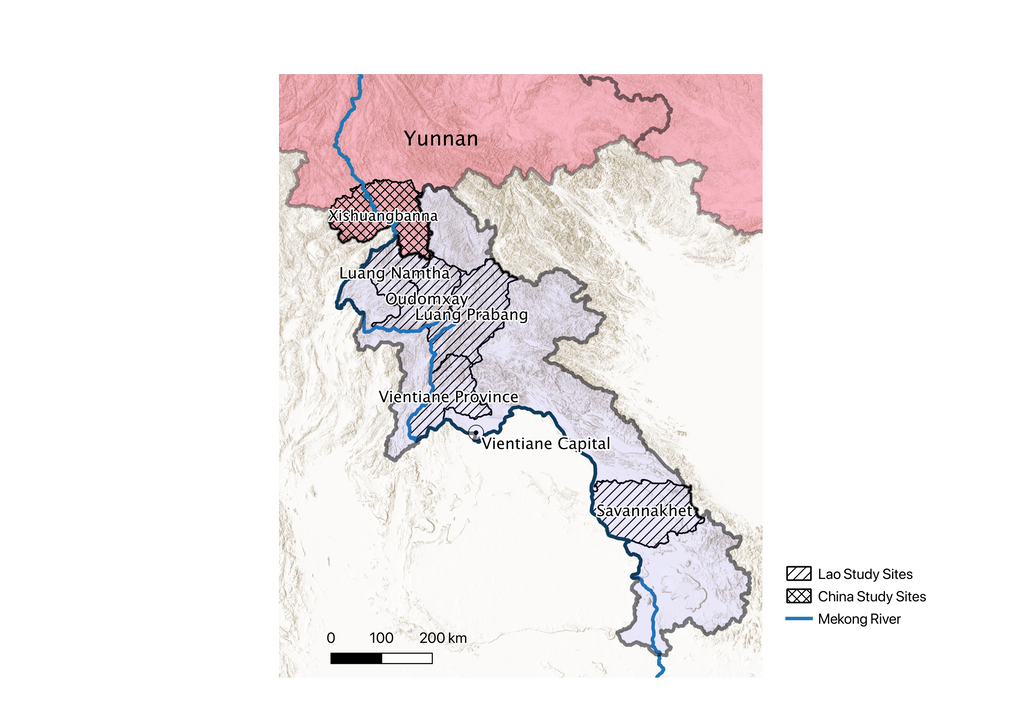 Yunnan
Xishuangbanna
Luang Namtha
Oudomxay
Luang Prabang
Vientiane Province
Vientiane Capital
Savannakhet
Lao Study Sites
China Study Sites
Mekong River
0 100 200 km